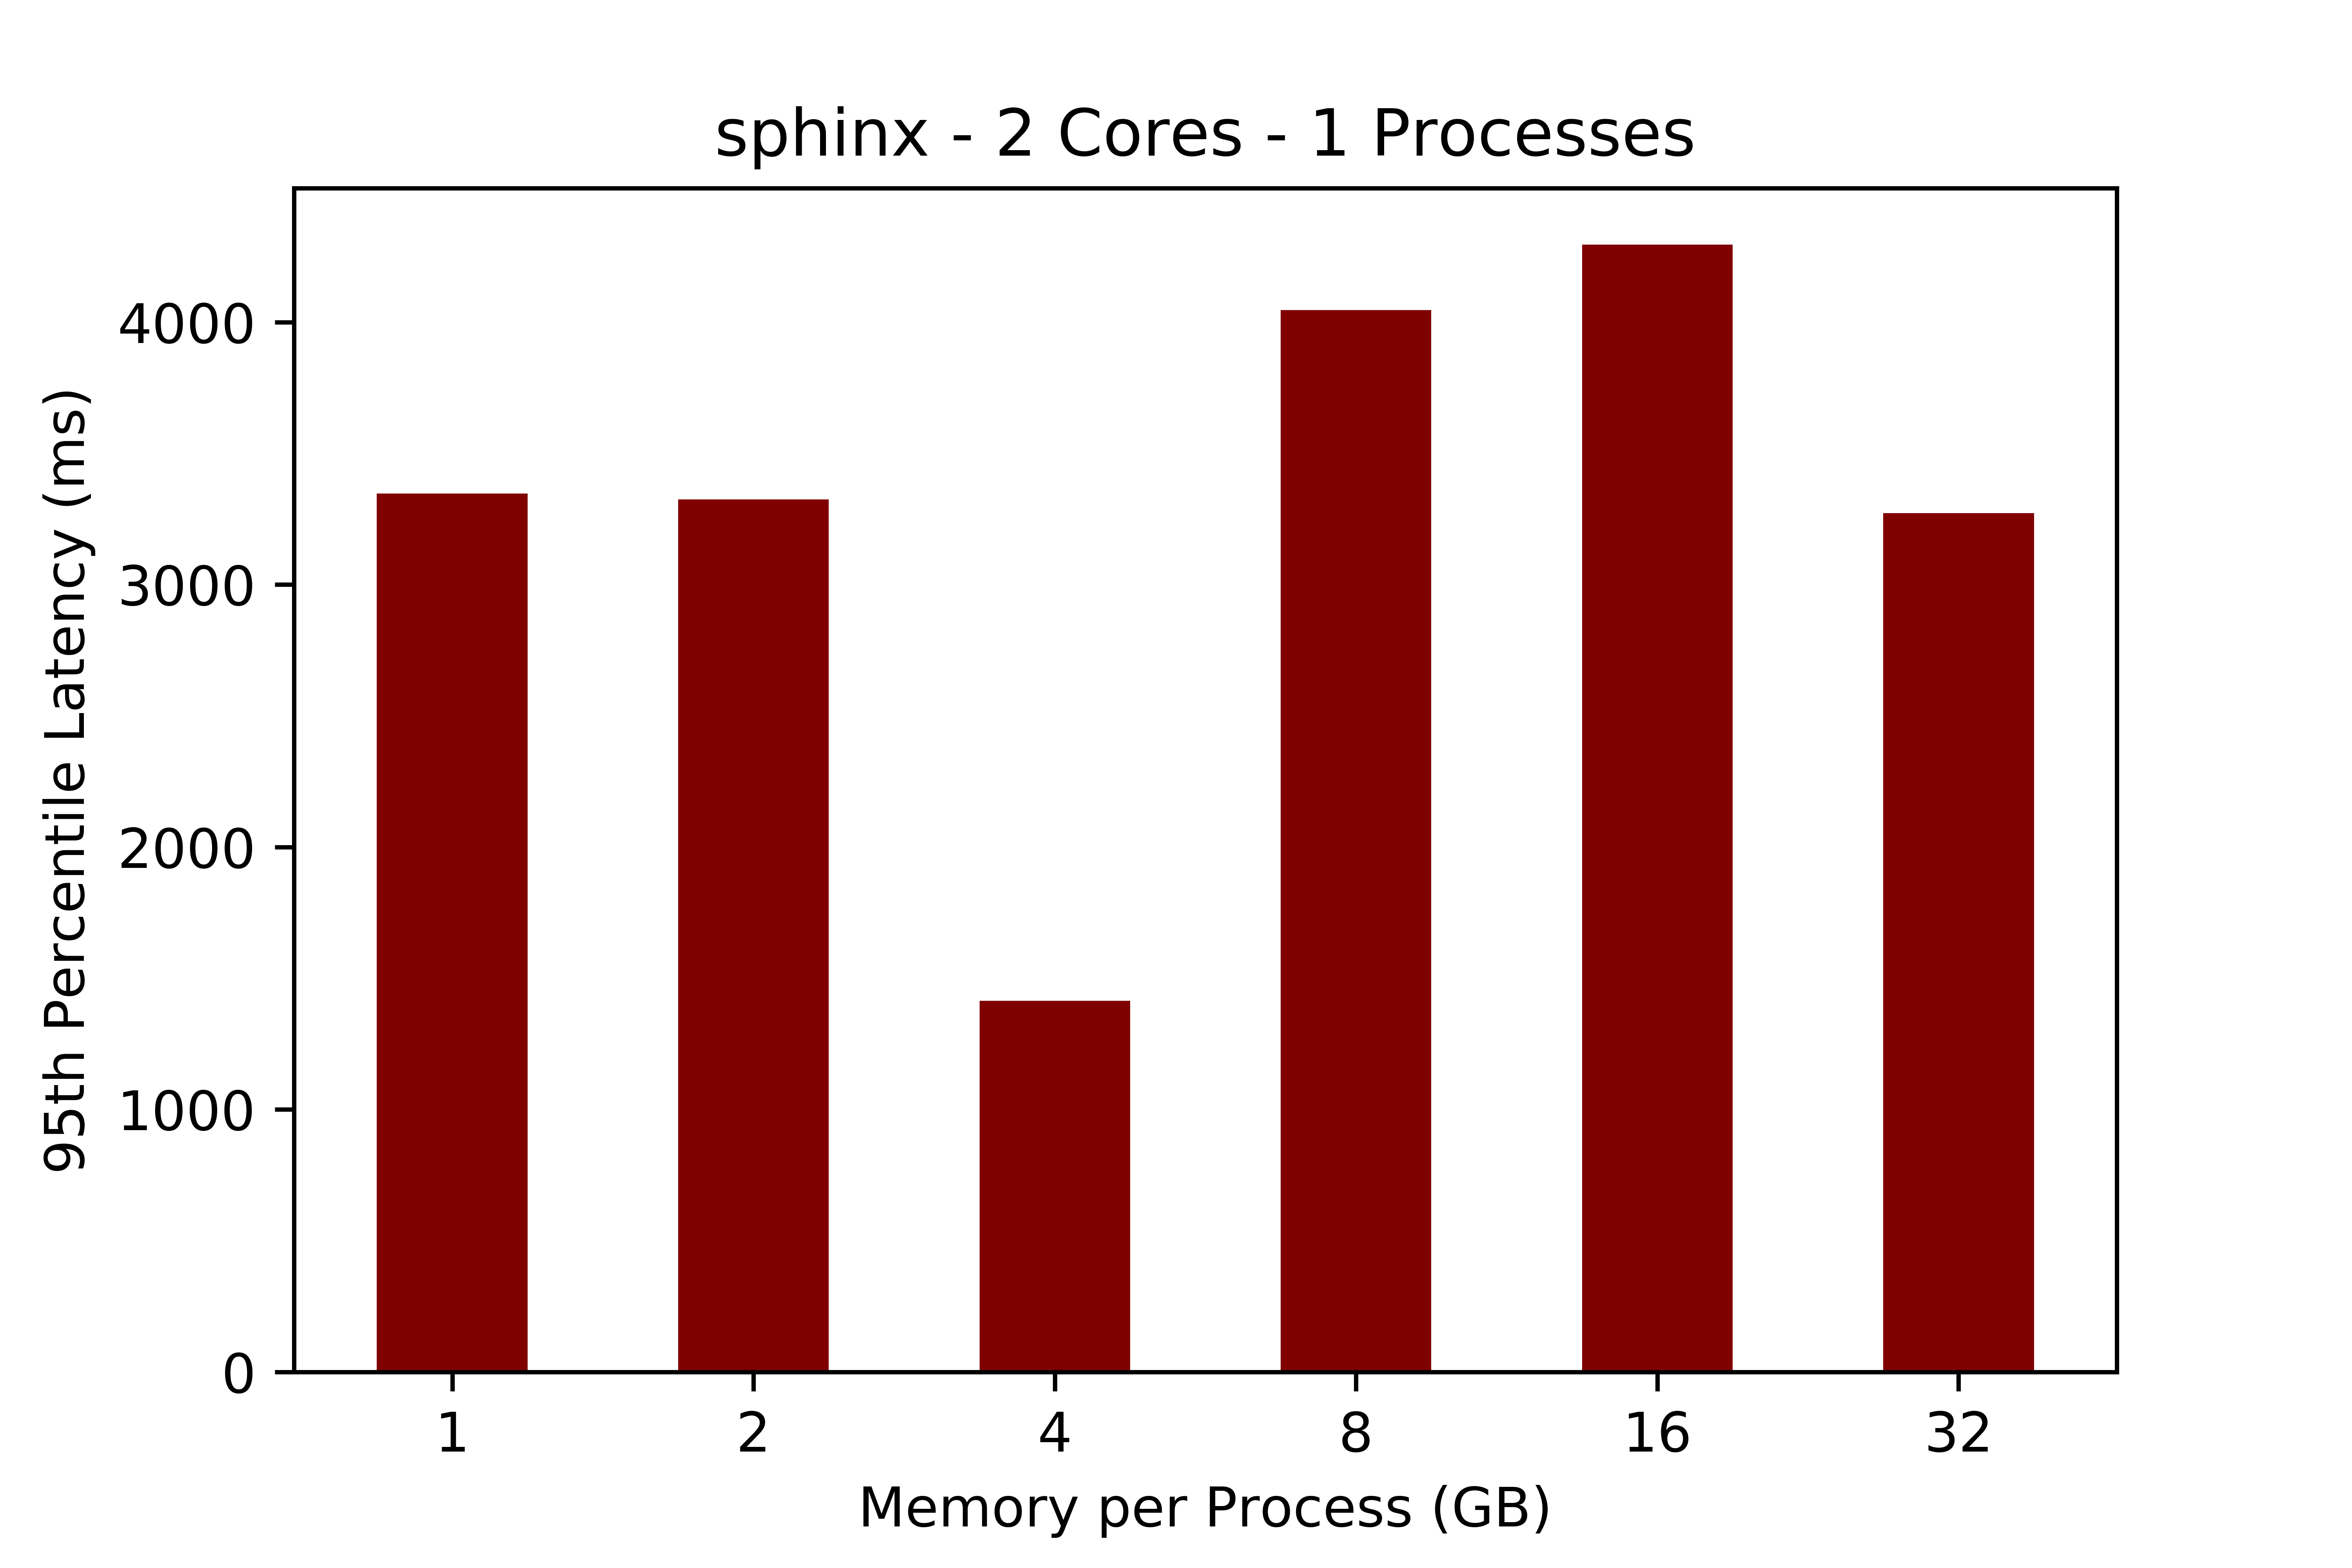 sphinx - 2 Cores - 1 Processes
95th Percentile Latency (ms)
4000
3000
2000
1000
0
1 2 4 8 16 32
Memory per Process (GB)